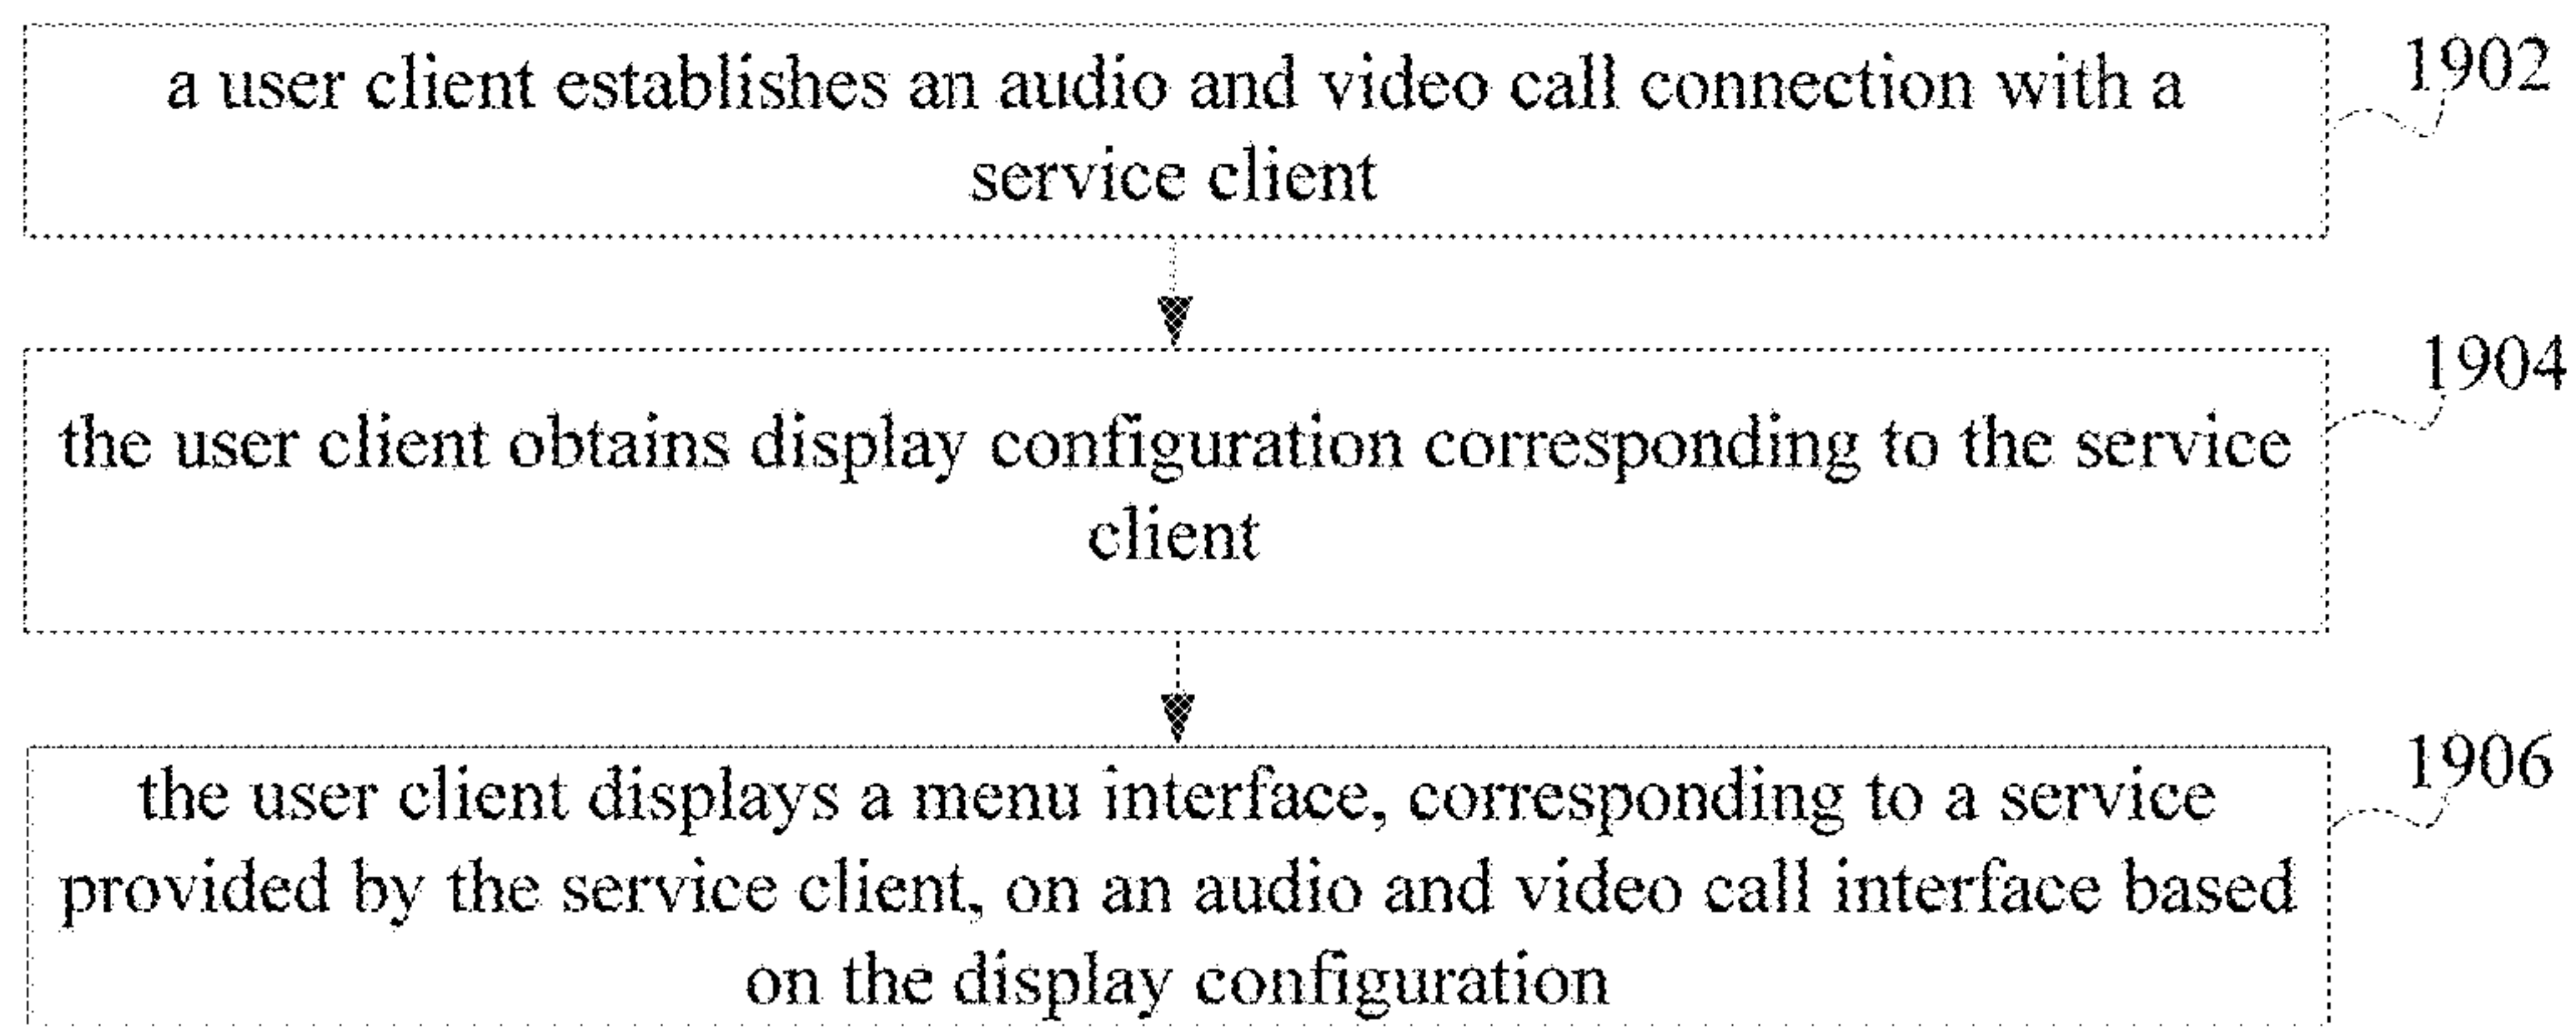 a user client establishes an audio and video call connection with a
service client
1902
the user client obtains display configuration corresponding to the service
client
1904
the user client displays a menu interface, corresponding to a service
provided by the service client, on an audio and video call interface based
on the display configuration
1906